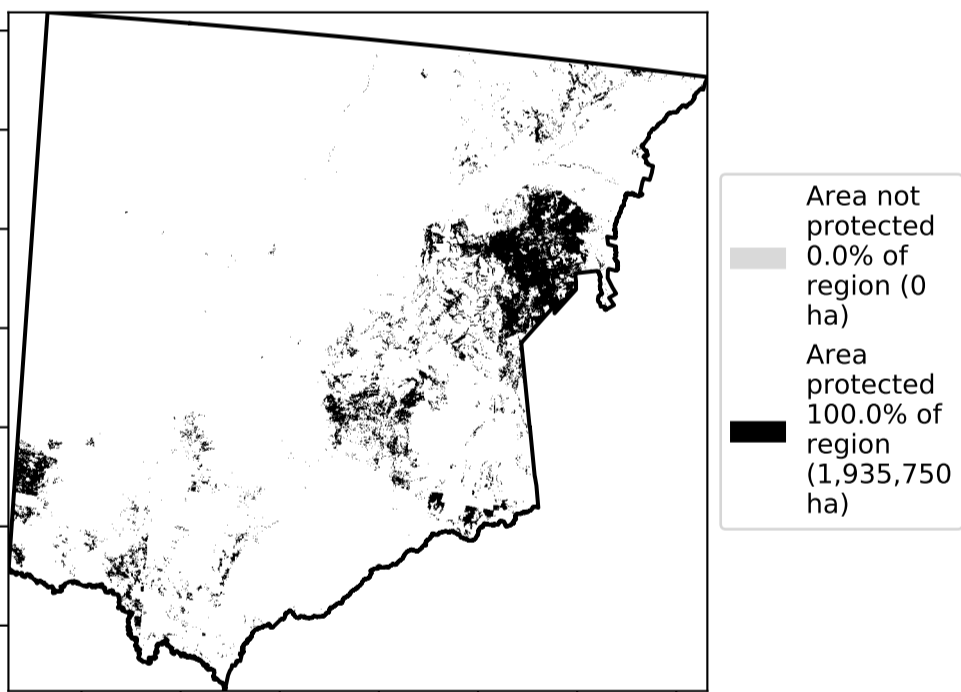 Area not
protected
0.0% of
region (0
ha)
Area
protected
100.0% of
region
(1,935,750
ha)